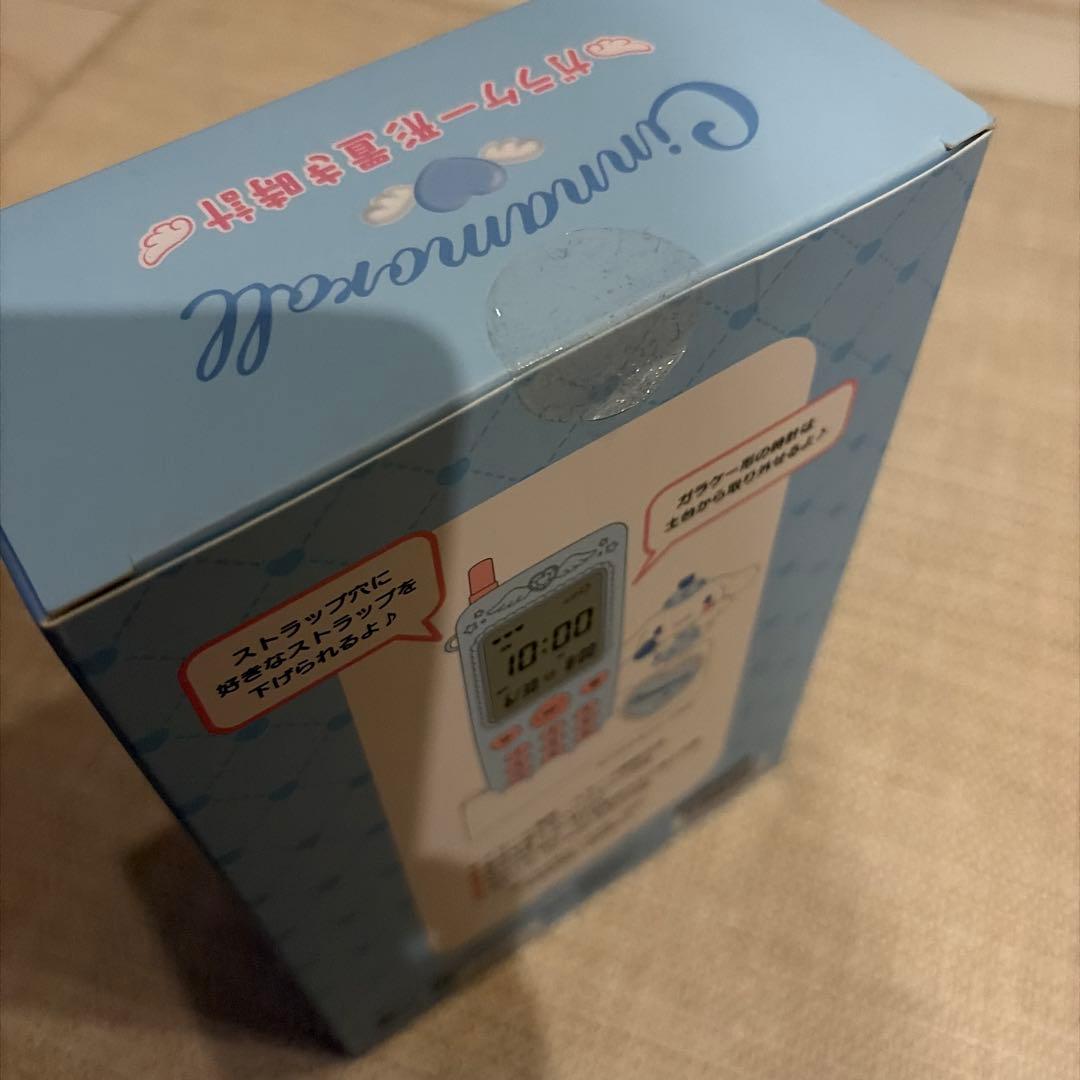 Cinnamoroll
ガラケー形置き時計
ストラップ穴に
好きなストラップを
下げられるよ♪
ガラケー形の時計は
土台から取り外せるよ♪
10:00